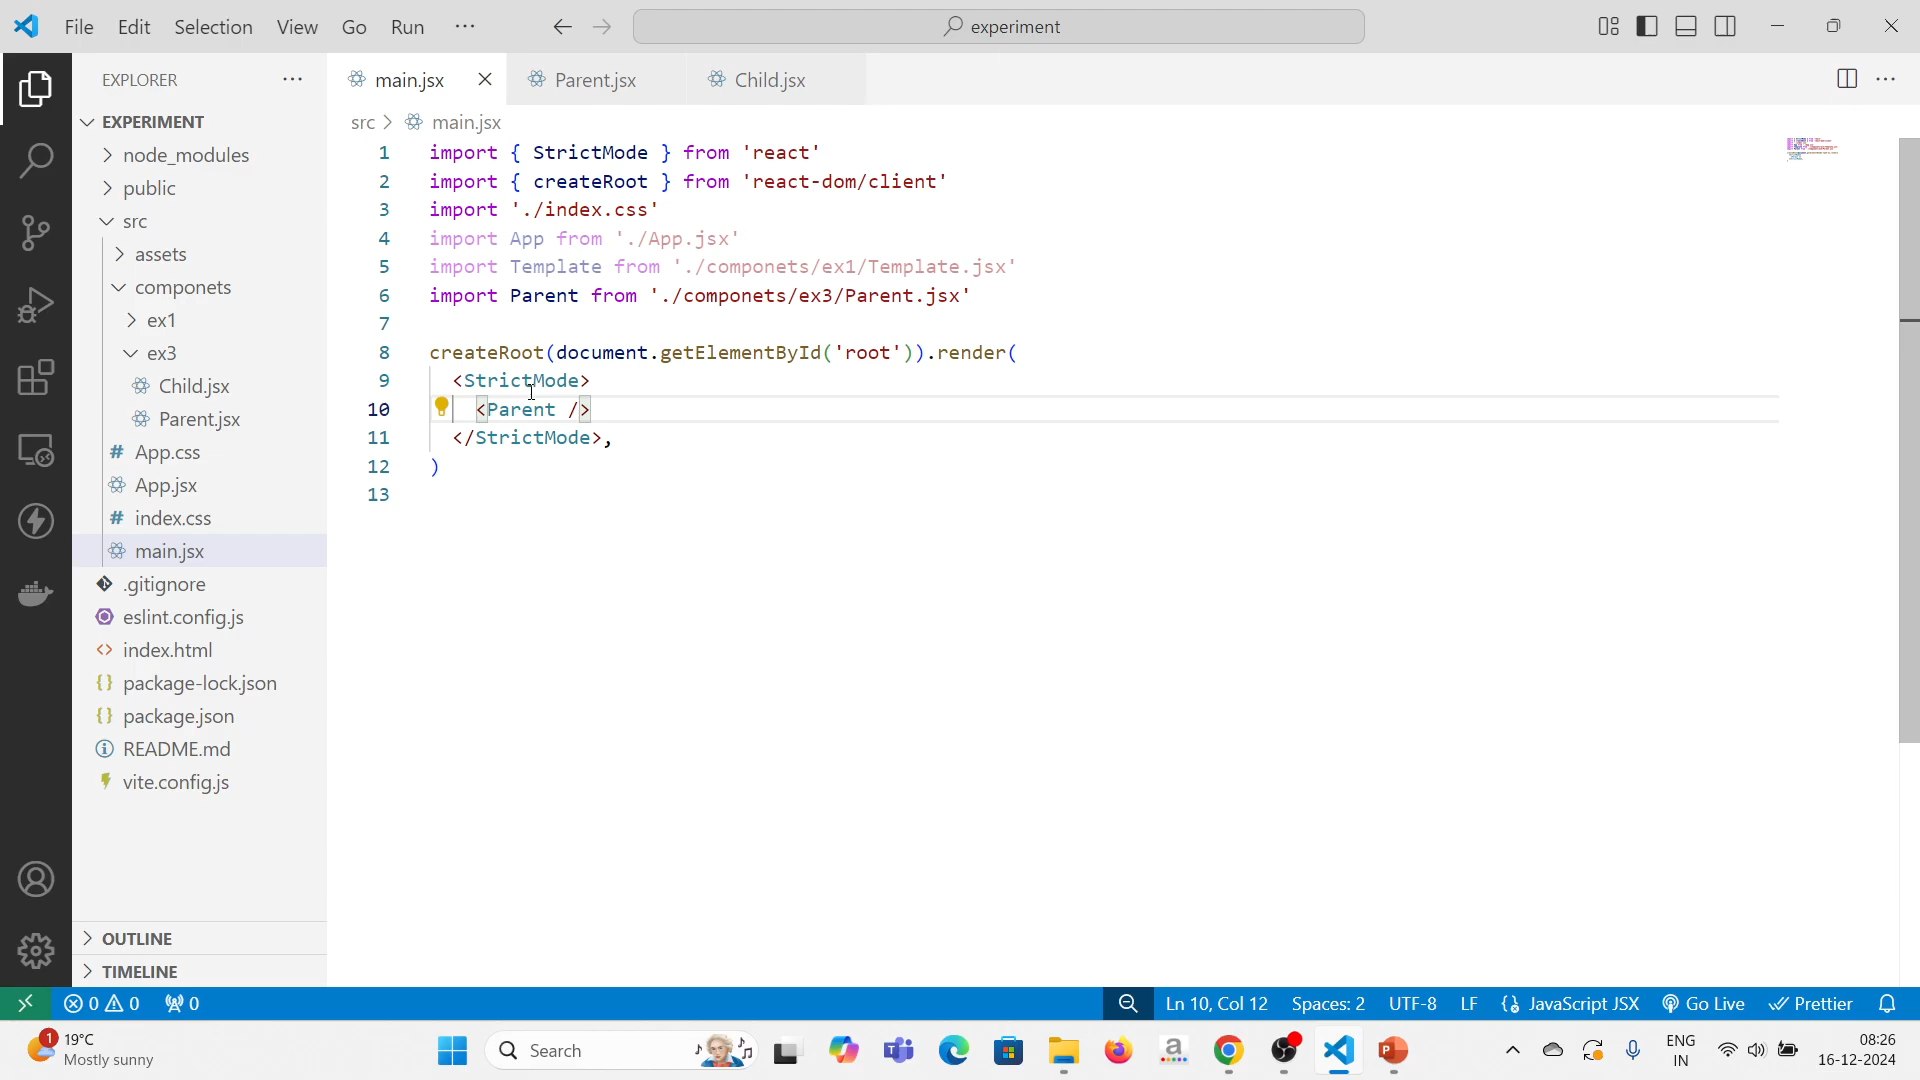 File Edit Selection View Go Run ···
experiment
EXPLORER
EXPERIMENT
node_modules
public
src
assets
componets
ex1
ex3
Child.jsx
Parent.jsx
# App.css
App.jsx
# index.css
main.jsx
.gitignore
eslint.config.js
<> index.html
{} package-lock.json
{} package.json
README.md
vite.config.js
OUTLINE
TIMELINE
main.jsx Parent.jsx Child.jsx
src > main.jsx
1 import { StrictMode } from 'react'
2 import { createRoot } from 'react-dom/client'
3 import './index.css'
4 import App from './App.jsx'
5 import Template from './componets/ex1/Template.jsx'
6 import Parent from './componets/ex3/Parent.jsx'
7
8 createRoot(document.getElementById('root')).render(
9 <StrictMode>
10 <Parent />
11 </StrictMode>,
12 )
13
0 0 0 Ln 10, Col 12 Spaces: 2 UTF-8 LF JavaScript JSX Go Live Prettier
1 19°C
Mostly sunny
Search
ENG
IN
08:26
16-12-2024